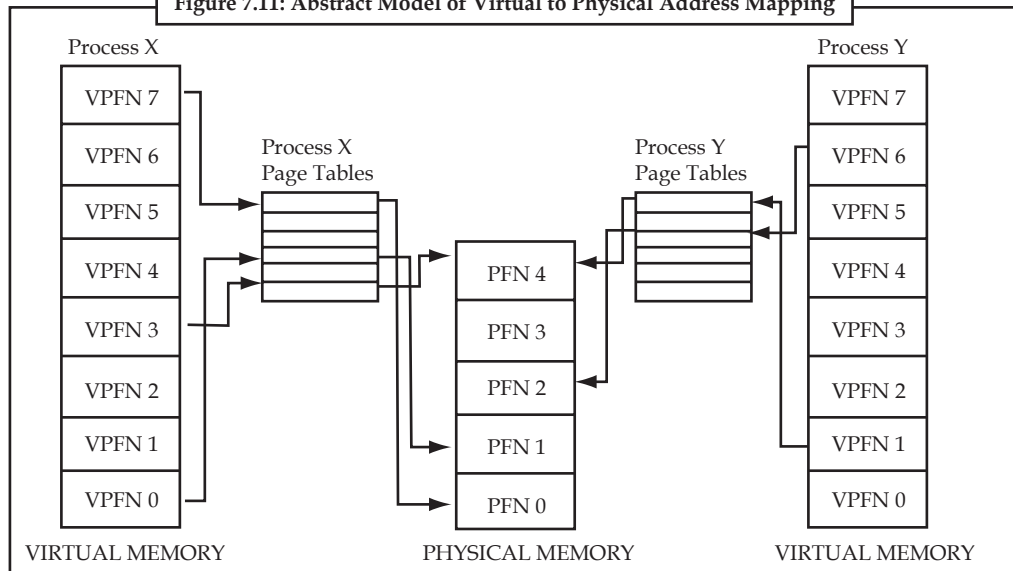 Figure 7.11: Abstract Model of Virtual to Physical Address Mapping
Process X
VPFN 7
VPFN 6
VPFN 5
VPFN 4
VPFN 3
VPFN 2
VPFN 1
VPFN 0
VIRTUAL MEMORY
Process X
Page Tables
PFN 4
PFN 3
PFN 2
PFN 1
PFN 0
PHYSICAL MEMORY
Process Y
Page Tables
Process Y
VPFN 7
VPFN 6
VPFN 5
VPFN 4
VPFN 3
VPFN 2
VPFN 1
VPFN 0
VIRTUAL MEMORY